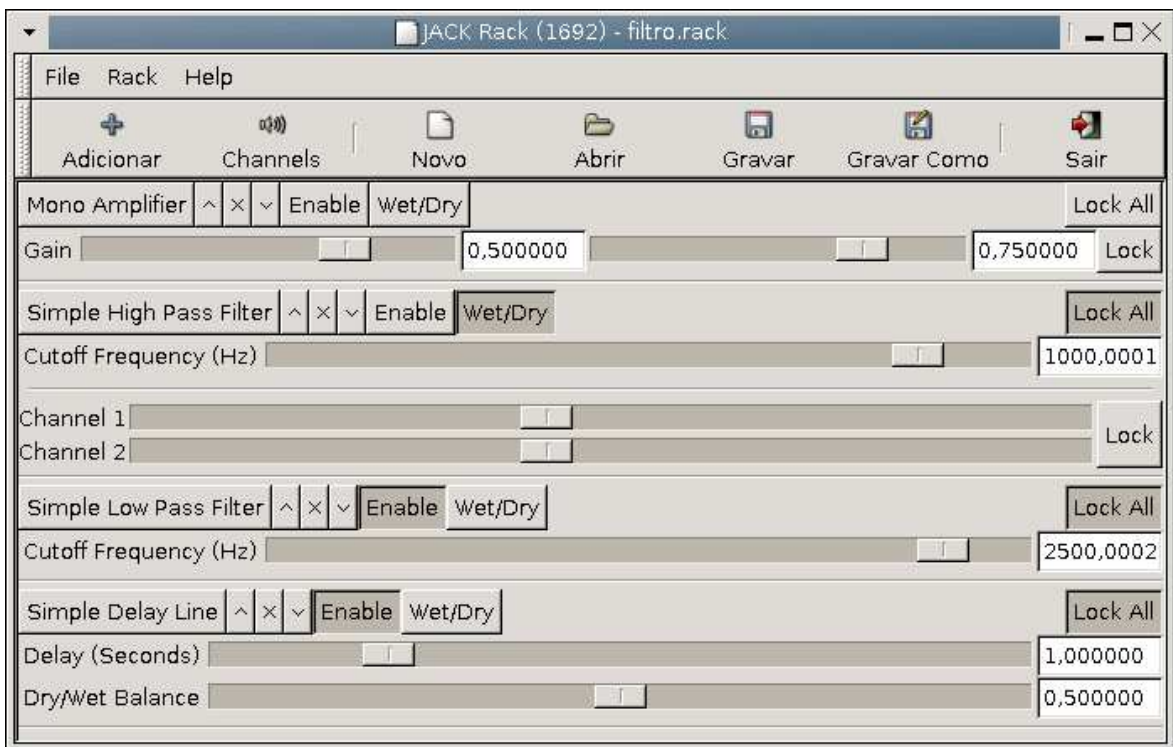 JACK Rack (1692) - filtro.rack
File Rack Help
Adicionar Channels Novo Abrir Gravar Gravar Como Sair
Mono Amplifier Enable Wet/Dry Lock All
Gain 0,500000 0,750000 Lock
Simple High Pass Filter Enable Wet/Dry Lock All
Cutoff Frequency (Hz) 1000,0001
Channel 1
Lock
Channel 2
Simple Low Pass Filter Enable Wet/Dry Lock All
Cutoff Frequency (Hz) 2500,0002
Simple Delay Line Enable Wet/Dry Lock All
Delay (Seconds) 1,000000
Dry/Wet Balance 0,500000